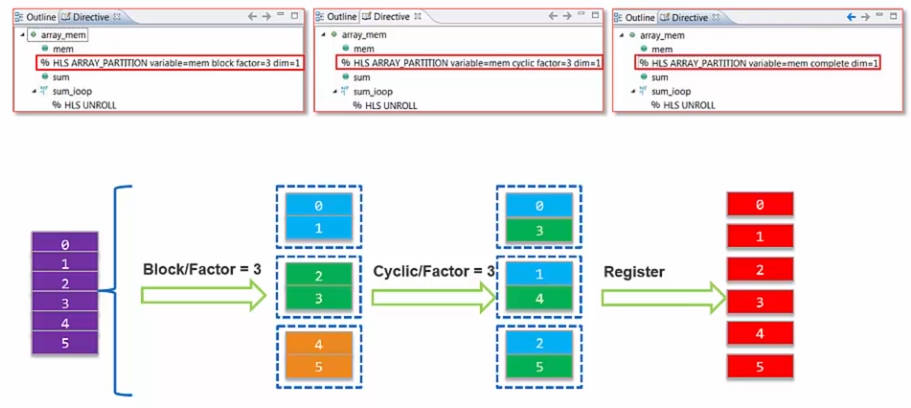 Outline Directive
array_mem
mem
% HLS ARRAY_PARTITION variable=mem block factor=3 dim=1
sum
sum_ioop
% HLS UNROLL
Outline Directive
array_mem
mem
% HLS ARRAY_PARTITION variable=mem cyclic factor=3 dim=1
sum
sum_ioop
% HLS UNROLL
Outline Directive
array_mem
mem
% HLS ARRAY_PARTITION variable=mem complete dim=1
sum
sum_ioop
% HLS UNROLL
0
1
2
3
4
5
Block/Factor = 3
0
1
2
3
4
5
Cyclic/Factor = 3
0
3
1
4
2
5
Register
0
1
2
3
4
5